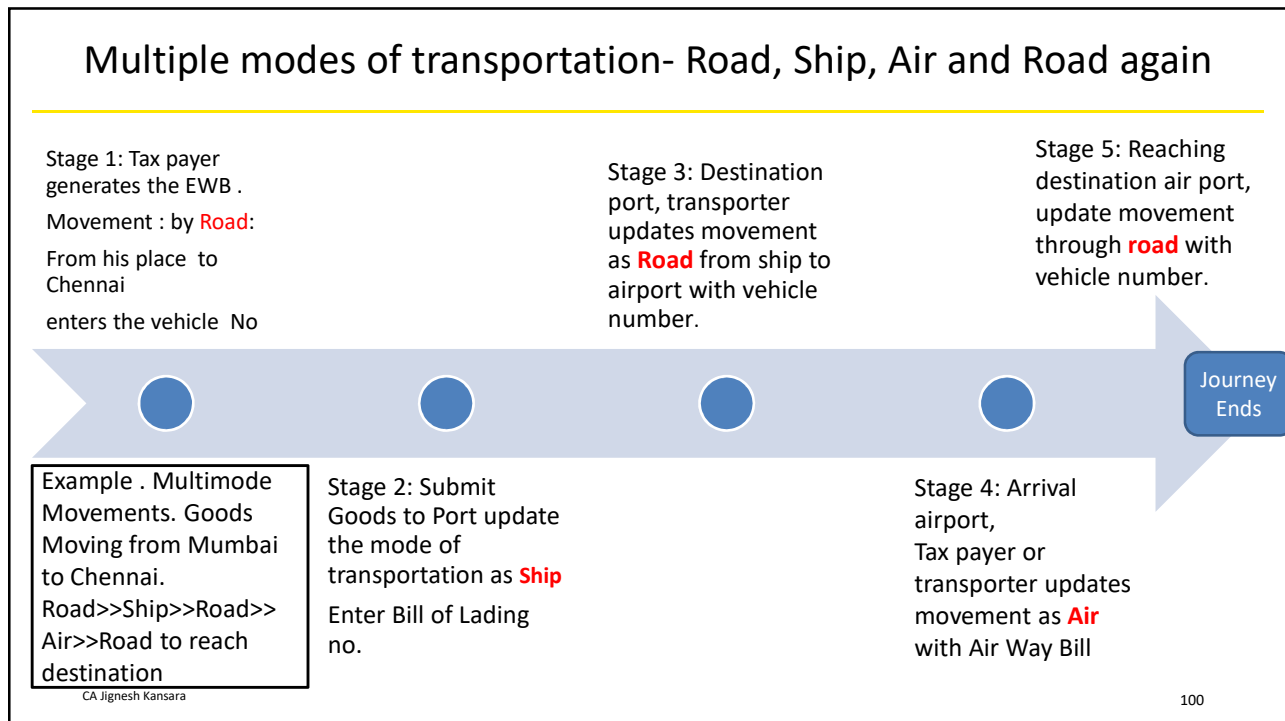 Multiple modes of transportation- Road, Ship, Air and Road again
Stage 1: Tax payer
generates the EWB .
Movement : by Road:
From his place to
Chennai
enters the vehicle No
Stage 3: Destination
port, transporter
updates movement
as Road from ship to
airport with vehicle
number.
Stage 5: Reaching
destination air port,
update movement
through road with
vehicle number.
Journey
Ends
Example . Multimode
Movements. Goods
Moving from Mumbai
to Chennai.
Road>>Ship>>Road>>
Air>>Road to reach
destination
Stage 2: Submit
Goods to Port update
the mode of
transportation as Ship
Enter Bill of Lading
no.
Stage 4: Arrival
airport,
Tax payer or
transporter updates
movement as Air
with Air Way Bill
CA Jignesh Kansara
100